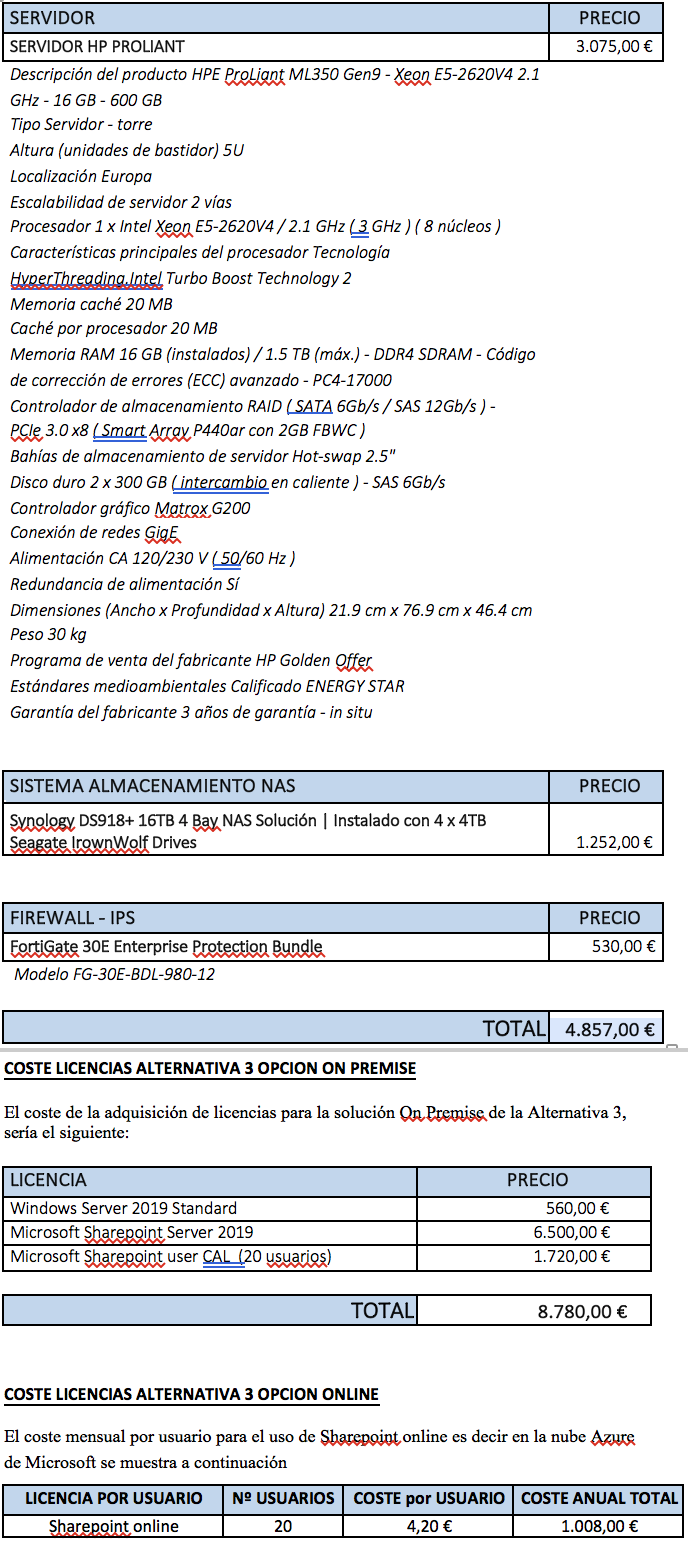 SERVIDOR PRECIO
SERVIDOR HP PROLIANT 3.075,00 €
Descripción del producto HPE ProLiant ML350 Gen9 - Xeon E5-2620V4 2.1
GHz - 16 GB - 600 GB
Tipo Servidor - torre
Altura (unidades de bastidor) 5U
Localización Europa
Escalabilidad de servidor 2 vías
Procesador 1 x Intel Xeon E5-2620V4 / 2.1 GHz ( 3 GHz ) ( 8 núcleos )
Características principales del procesador Tecnología
HyperThreading,Intel Turbo Boost Technology 2
Memoria caché 20 MB
Caché por procesador 20 MB
Memoria RAM 16 GB (instalados) / 1.5 TB (máx.) - DDR4 SDRAM - Código
de corrección de errores (ECC) avanzado - PC4-17000
Controlador de almacenamiento RAID ( SATA 6Gb/s / SAS 12Gb/s ) -
PCIe 3.0 x8 ( Smart Array P440ar con 2GB FBWC )
Bahías de almacenamiento de servidor Hot-swap 2.5"
Disco duro 2 x 300 GB ( intercambio en caliente ) - SAS 6Gb/s
Controlador gráfico Matrox G200
Conexión de redes GigE
Alimentación CA 120/230 V ( 50/60 Hz )
Redundancia de alimentación Sí
Dimensiones (Ancho x Profundidad x Altura) 21.9 cm x 76.9 cm x 46.4 cm
Peso 30 kg
Programa de venta del fabricante HP Golden Offer
Estándares medioambientales Calificado ENERGY STAR
Garantía del fabricante 3 años de garantía - in situ
SISTEMA ALMACENAMIENTO NAS PRECIO
Synology DS918+ 16TB 4 Bay NAS Solución | Instalado con 4 x 4TB
Seagate IrownWolf Drives 1.252,00 €
FIREWALL - IPS PRECIO
FortiGate 30E Enterprise Protection Bundle 530,00 €
Modelo FG-30E-BDL-980-12
TOTAL 4.857,00 €
COSTE LICENCIAS ALTERNATIVA 3 OPCION ON PREMISE
El coste de la adquisición de licencias para la solución On Premise de la Alternativa 3,
sería el siguiente:
LICENCIA PRECIO
Windows Server 2019 Standard 560,00 €
Microsoft Sharepoint Server 2019 6.500,00 €
Microsoft Sharepoint user CAL (20 usuarios) 1.720,00 €
TOTAL 8.780,00 €
COSTE LICENCIAS ALTERNATIVA 3 OPCION ONLINE
El coste mensual por usuario para el uso de Sharepoint online es decir en la nube Azure
de Microsoft se muestra a continuación
LICENCIA POR USUARIO Nº USUARIOS COSTE por USUARIO COSTE ANUAL TOTAL
Sharepoint online 20 4,20 € 1.008,00 €